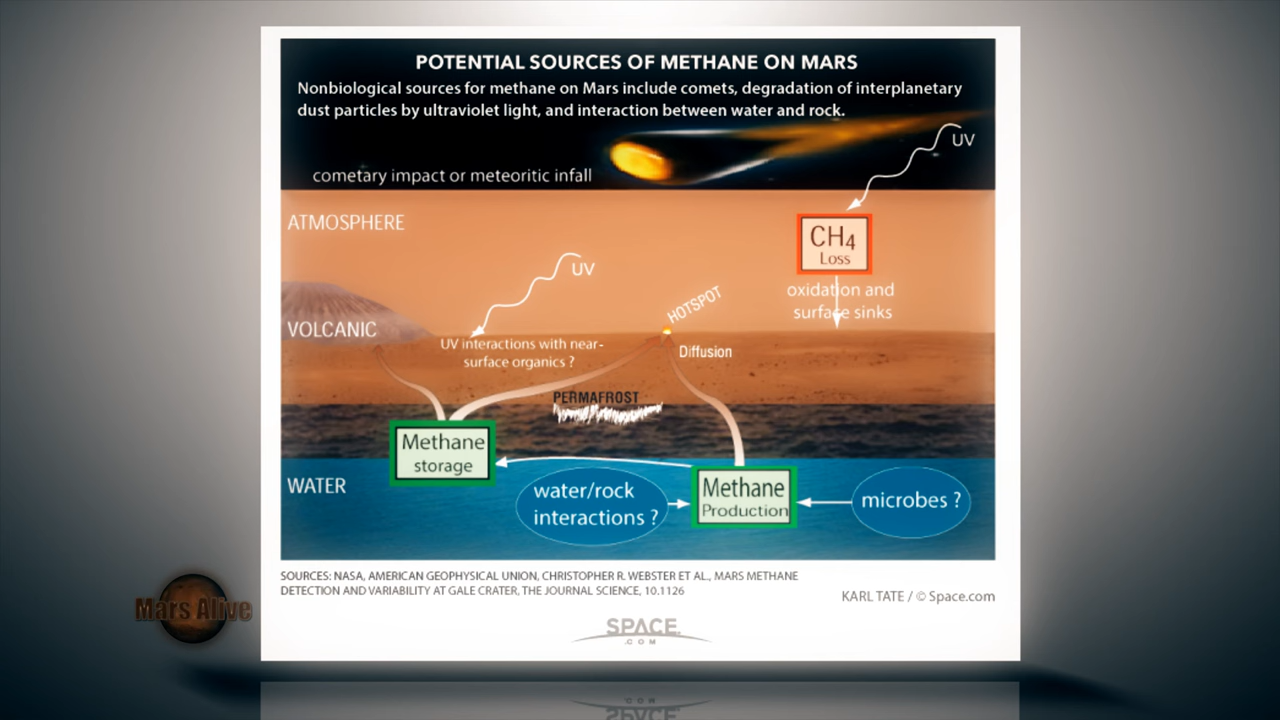 POTENTIAL SOURCES OF METHANE ON MARS
Nonbiological sources for methane on Mars include comets, degradation of interplanetary
dust particles by ultraviolet light, and interaction between water and rock.
UV
cometary impact or meteoritic infall
ATMOSPHERE
CH4
Loss
UV
oxidation and
surface sinks
HOTSPOT
VOLCANIC
UV interactions with near-
surface organics ?
Diffusion
PERMAFROST
Methane
storage
WATER
water/rock
interactions ?
Methane
Production
microbes ?
SOURCES: NASA, AMERICAN GEOPHYSICAL UNION, CHRISTOPHER R. WEBSTER ET AL., MARS METHANE
DETECTION AND VARIABILITY AT GALE CRATER, THE JOURNAL SCIENCE, 10.1126
KARL TATE / © Space.com
Mars Alive
SPACE
.COM